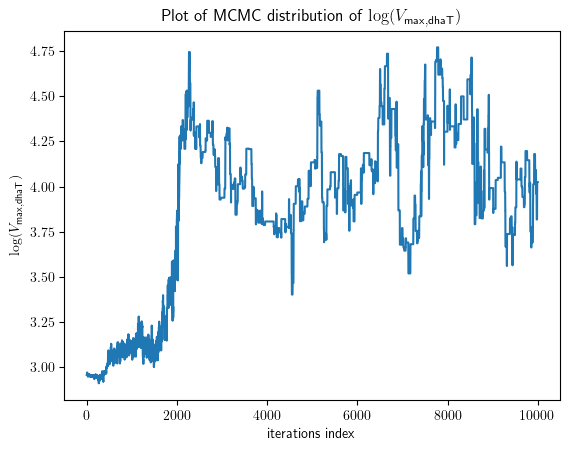 Plot of MCMC distribution of log(V_max,dhaT)
log(V_max,dhaT)
4.75
4.50
4.25
4.00
3.75
3.50
3.25
3.00
0 2000 4000 6000 8000 10000
iterations index